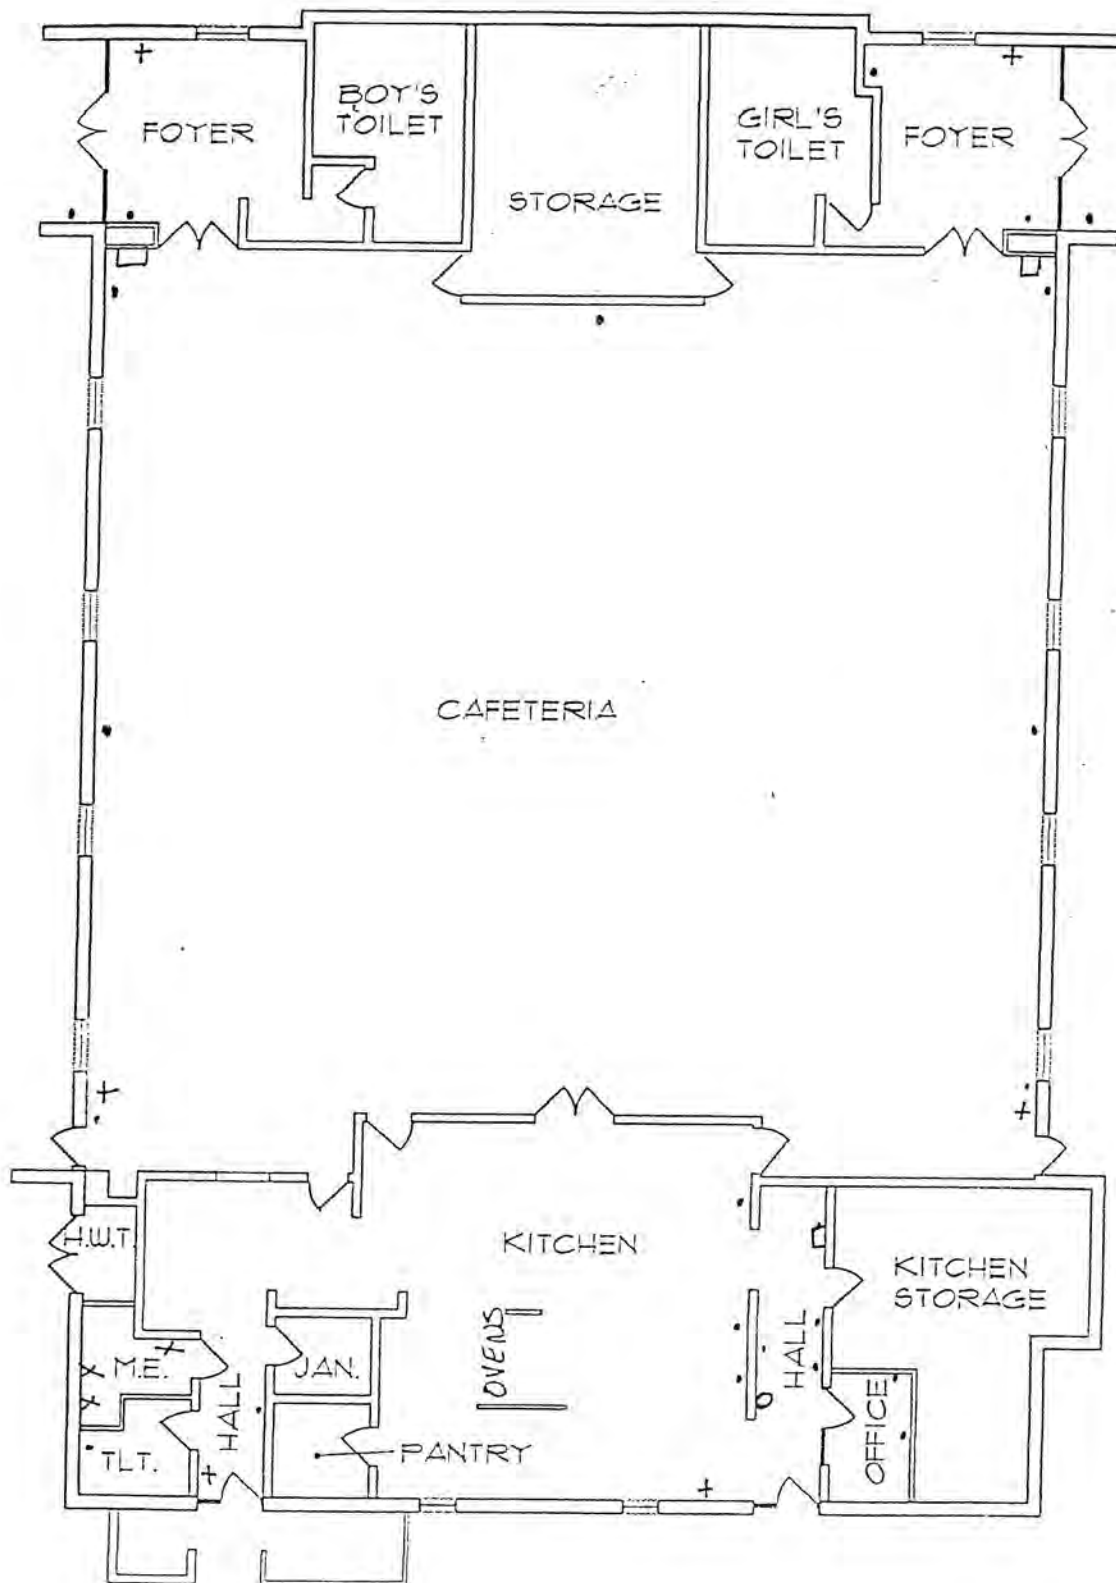 BOY'S
TOILET
FOYER
GIRL'S
TOILET
FOYER
STORAGE
CAFETERIA
KITCHEN
H.W.T.
KITCHEN
STORAGE
OVENS
M.E.
JAN.
HALL
HALL
OFFICE
TLT.
PANTRY